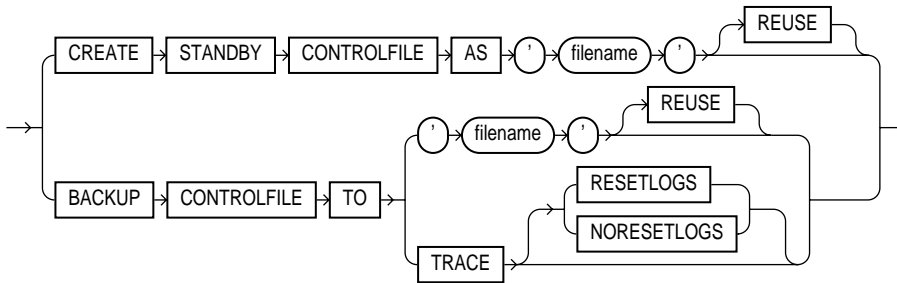 REUSE
CREATE STANDBY CONTROLFILE AS ' filename '
' filename ' REUSE
BACKUP CONTROLFILE TO
RESETLOGS
NORESETLOGS
TRACE